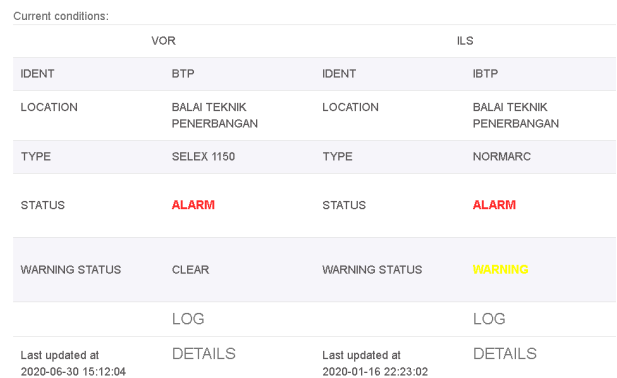 Current conditions:
VOR ILS
IDENT BTP IDENT IBTP
LOCATION BALAI TEKNIK PENERBANGAN LOCATION BALAI TEKNIK PENERBANGAN
TYPE SELEX 1150 TYPE NORMARC
STATUS ALARM STATUS ALARM
WARNING STATUS CLEAR WARNING STATUS WARNING
LOG LOG
Last updated at 2020-06-30 15:12:04 DETAILS Last updated at 2020-01-16 22:23:02 DETAILS